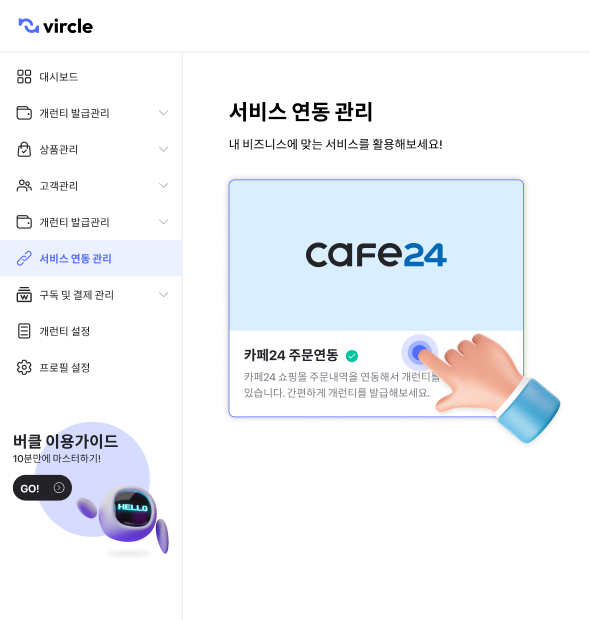 vircle
대시보드
개런티 발급관리
상품관리
고객관리
개런티 발급관리
서비스 연동 관리
구독 및 결제 관리
개런티 설정
프로필 설정
버클 이용가이드
10분만에 마스터하기!
GO!
HELLO
서비스 연동 관리
내 비즈니스에 맞는 서비스를 활용해보세요!
cafe24
카페24 주문연동
카페24 쇼핑몰 주문내역을 연동해서 개런티를
있습니다. 간편하게 개런티를 발급해보세요.